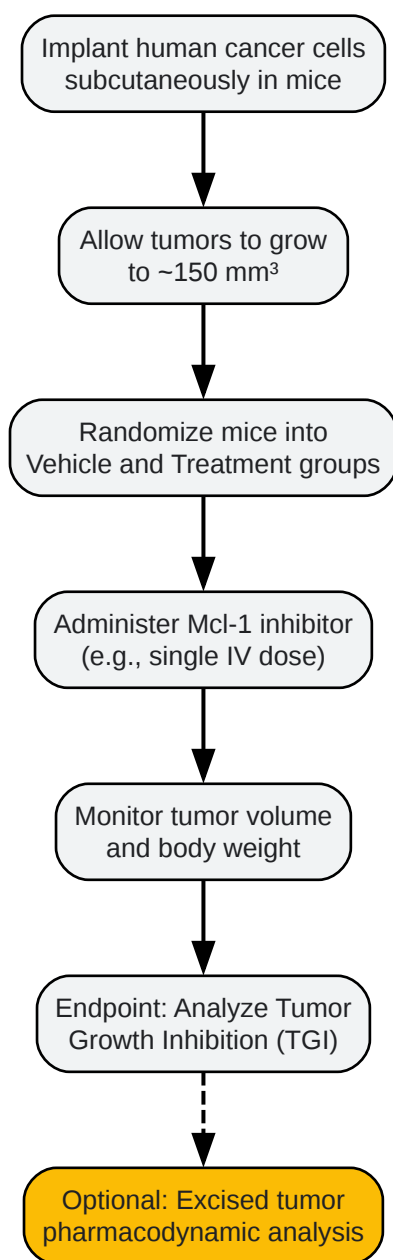 Implant human cancer cells
subcutaneously in mice
Allow tumors to grow
to ~150 mm³
Randomize mice into
Vehicle and Treatment groups
Administer Mcl-1 inhibitor
(e.g., single IV dose)
Monitor tumor volume
and body weight
Endpoint: Analyze Tumor
Growth Inhibition (TGI)
Optional: Excised tumor
pharmacodynamic analysis